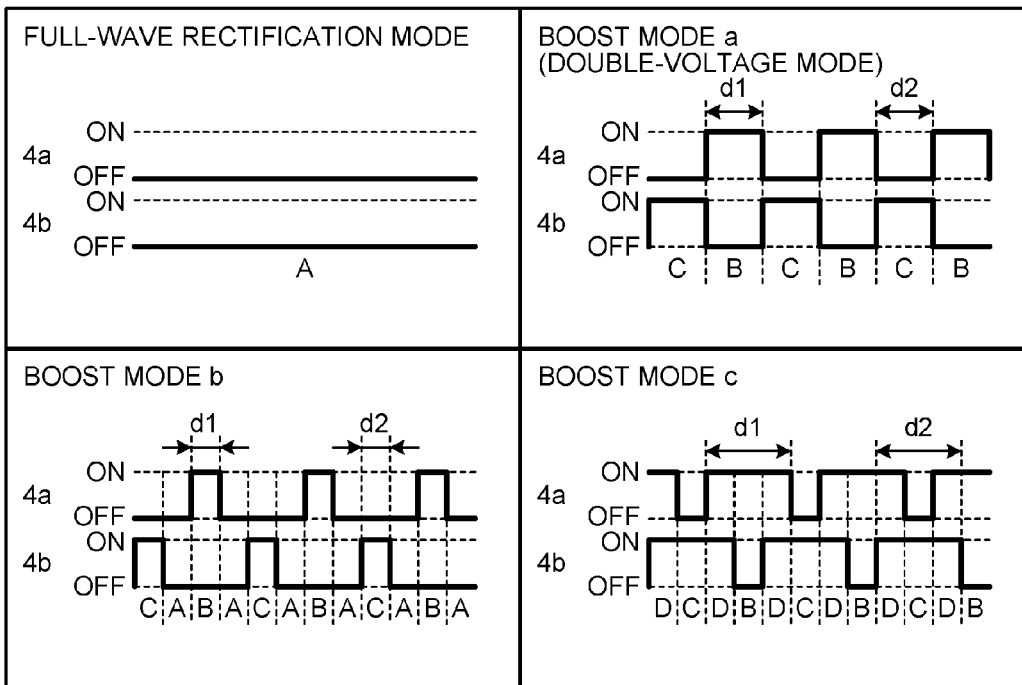 FULL-WAVE RECTIFICATION MODE
ON
4a
OFF
ON
4b
OFF
A
BOOST MODE a
(DOUBLE-VOLTAGE MODE)
d1 d2
ON
4a
OFF
ON
4b
OFF
C B C B C B
BOOST MODE b
d1 d2
ON
4a
OFF
ON
4b
OFF
C A B A C A B A C A B A
BOOST MODE c
d1 d2
ON
4a
OFF
ON
4b
OFF
D C D B D C D B D C D B